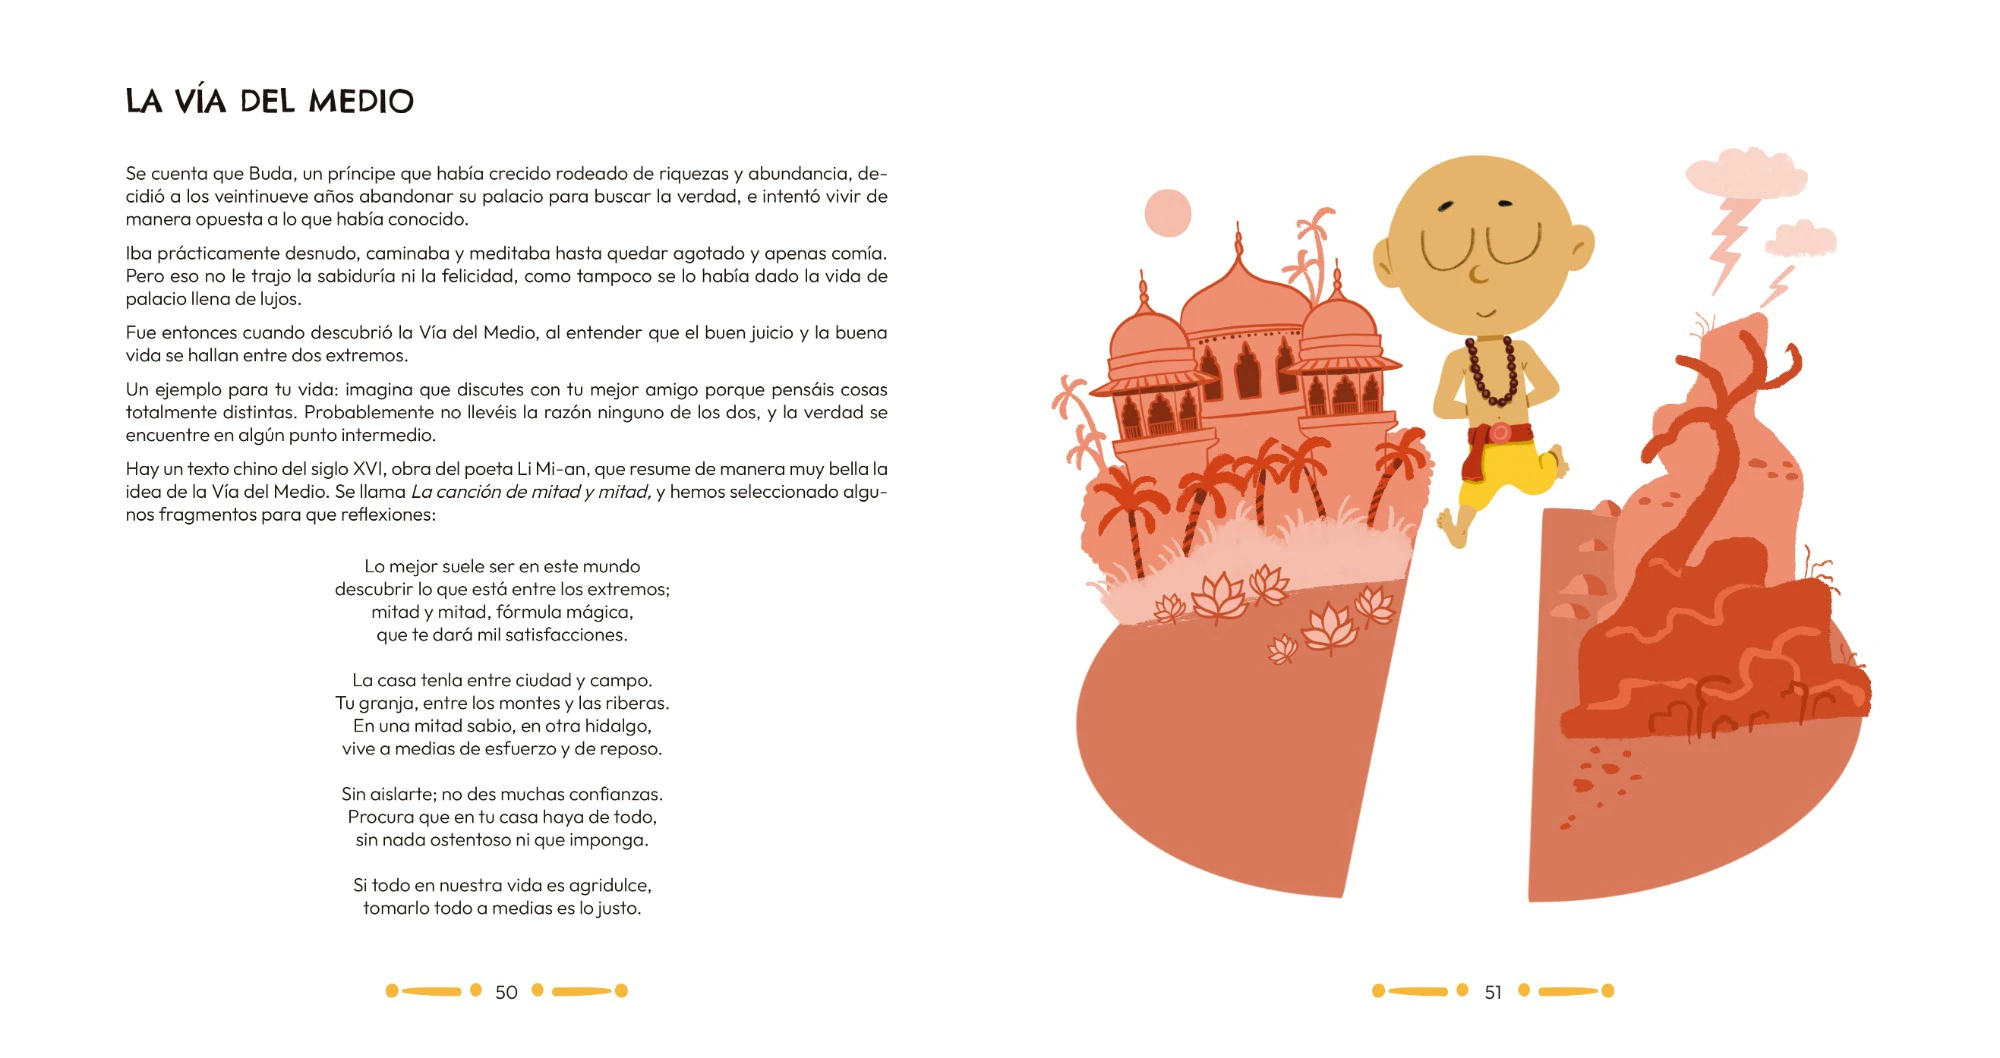 LA VÍA DEL MEDIO
Se cuenta que Buda, un príncipe que había crecido rodeado de riquezas y abundancia, de-
cidió a los veintinueve años abandonar su palacio para buscar la verdad, e intentó vivir de
manera opuesta a lo que había conocido.
Iba prácticamente desnudo, caminaba y meditaba hasta quedar agotado y apenas comía.
Pero eso no le trajo la sabiduría ni la felicidad, como tampoco se lo había dado la vida de
palacio llena de lujos.
Fue entonces cuando descubrió la Vía del Medio, al entender que el buen juicio y la buena
vida se hallan entre dos extremos.
Un ejemplo para tu vida: imagina que discutes con tu mejor amigo porque pensáis cosas
totalmente distintas. Probablemente no llevéis la razón ninguno de los dos, y la verdad se
encuentre en algún punto intermedio.
Hay un texto chino del siglo XVI, obra del poeta Li Mi-an, que resume de manera muy bella la
idea de la Vía del Medio. Se llama La canción de mitad y mitad, y hemos seleccionado algu-
nos fragmentos para que reflexiones:
Lo mejor suele ser en este mundo
descubrir lo que está entre los extremos;
mitad y mitad, fórmula mágica,
que te dará mil satisfacciones.
La casa tenla entre ciudad y campo.
Tu granja, entre los montes y las riberas.
En una mitad sabio, en otra hidalgo,
vive a medias de esfuerzo y de reposo.
Sin aislarte; no des muchas confianzas.
Procura que en tu casa haya de todo,
sin nada ostentoso ni que imponga.
Si todo en nuestra vida es agridulce,
tomarlo todo a medias es lo justo.
50
51